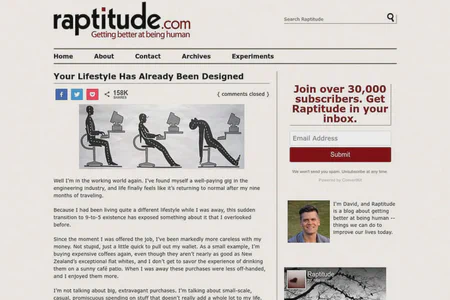 raptitude.com
Getting better at being human
Search Raptitude
Home About Contact Archives Experiments
Your Lifestyle Has Already Been Designed
158K
SHARES
{ comments closed }
Well I'm in the working world again. I've found myself a well-paying gig in the
engineering industry, and life finally feels like it's returning to normal after my nine
months of traveling.
Because I had been living quite a different lifestyle while I was away, this sudden
transition to 9-to-5 existence has exposed something about it that I overlooked
before.
Since the moment I was offered the job, I've been markedly more careless with my
money. Not stupid, just a little quick to pull out my wallet. As a small example, I'm
buying expensive coffees again, even though they aren't nearly as good as New
Zealand's exceptional flat whites, and I don't get to savor the experience of drinking
them on a sunny café patio. When I was away these purchases were less off-handed,
and I enjoyed them more.
I'm not talking about big, extravagant purchases. I'm talking about small-scale,
casual, promiscuous spending on stuff that doesn't really add a whole lot to my life.
Join over 30,000
subscribers. Get
Raptitude in your
inbox.
Email Address
Submit
We won't send you spam. Unsubscribe at any time.
Powered by ConvertKit
I'm David, and Raptitude
is a blog about getting
better at being human --
things we can do to
improve our lives today.
Raptitude